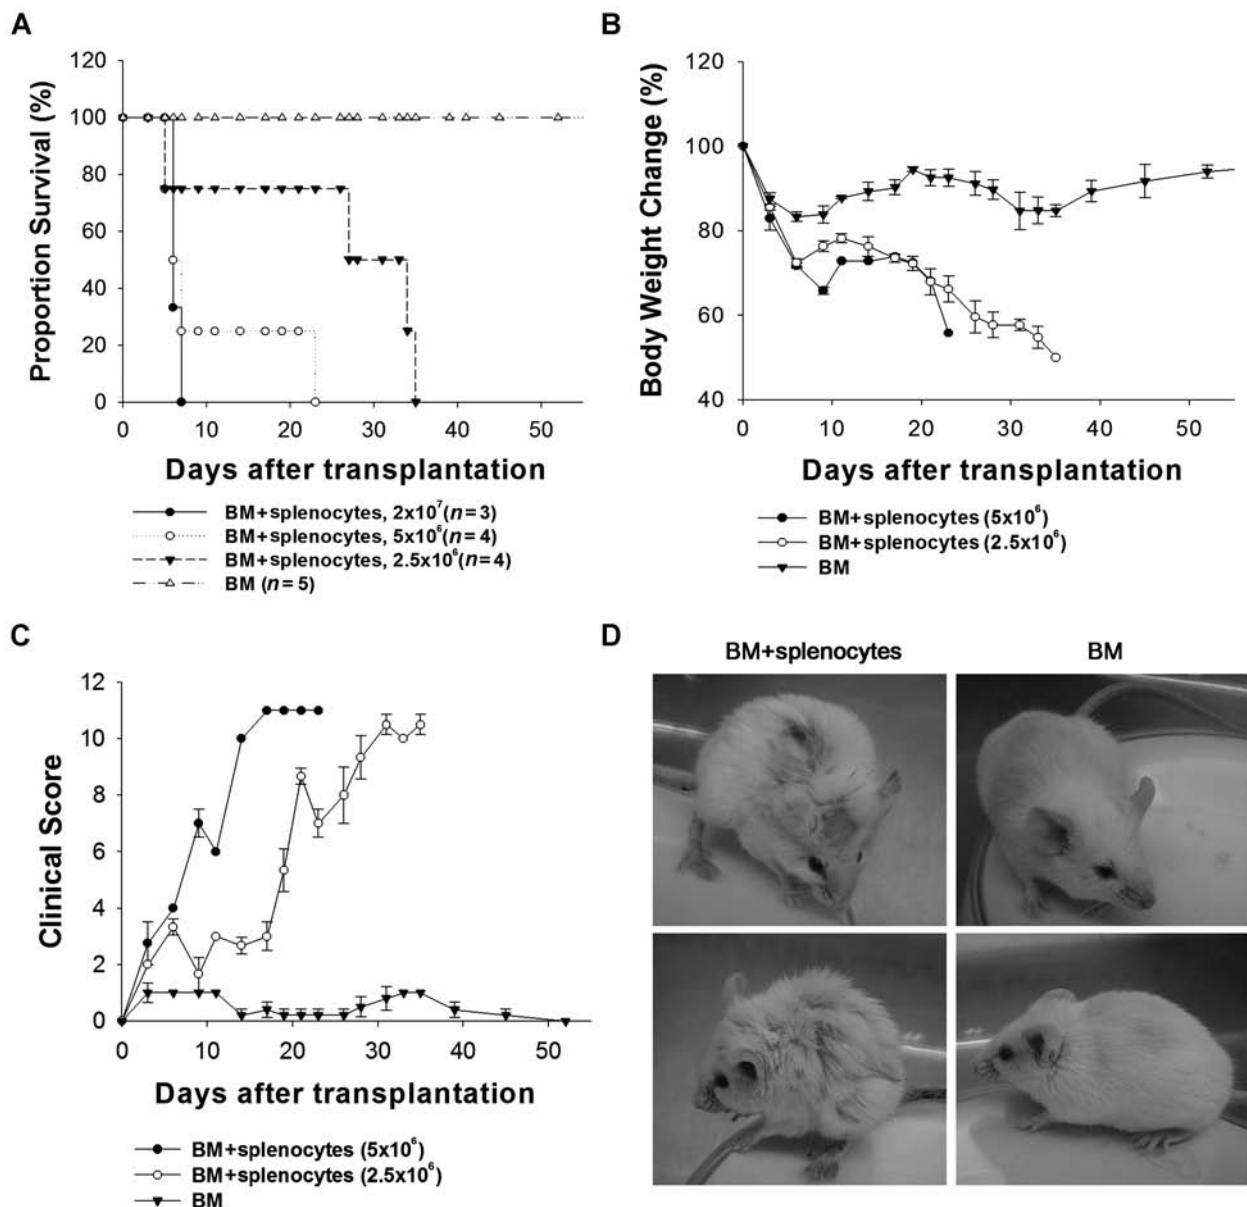 A
120
100
80
60
40
20
0
Proportion Survival (%)
0 10 20 30 40 50
Days after transplantation
BM+splenocytes, 2x10⁷(n=3)
BM+splenocytes, 5x10⁶(n=4)
BM+splenocytes, 2.5x10⁶(n=4)
BM (n=5)
B
120
100
80
60
40
Body Weight Change (%)
0 10 20 30 40 50
Days after transplantation
BM+splenocytes (5x10⁶)
BM+splenocytes (2.5x10⁶)
BM
C
12
10
8
6
4
2
0
Clinical Score
0 10 20 30 40 50
Days after transplantation
BM+splenocytes (5x10⁶)
BM+splenocytes (2.5x10⁶)
BM
D
BM+splenocytes BM